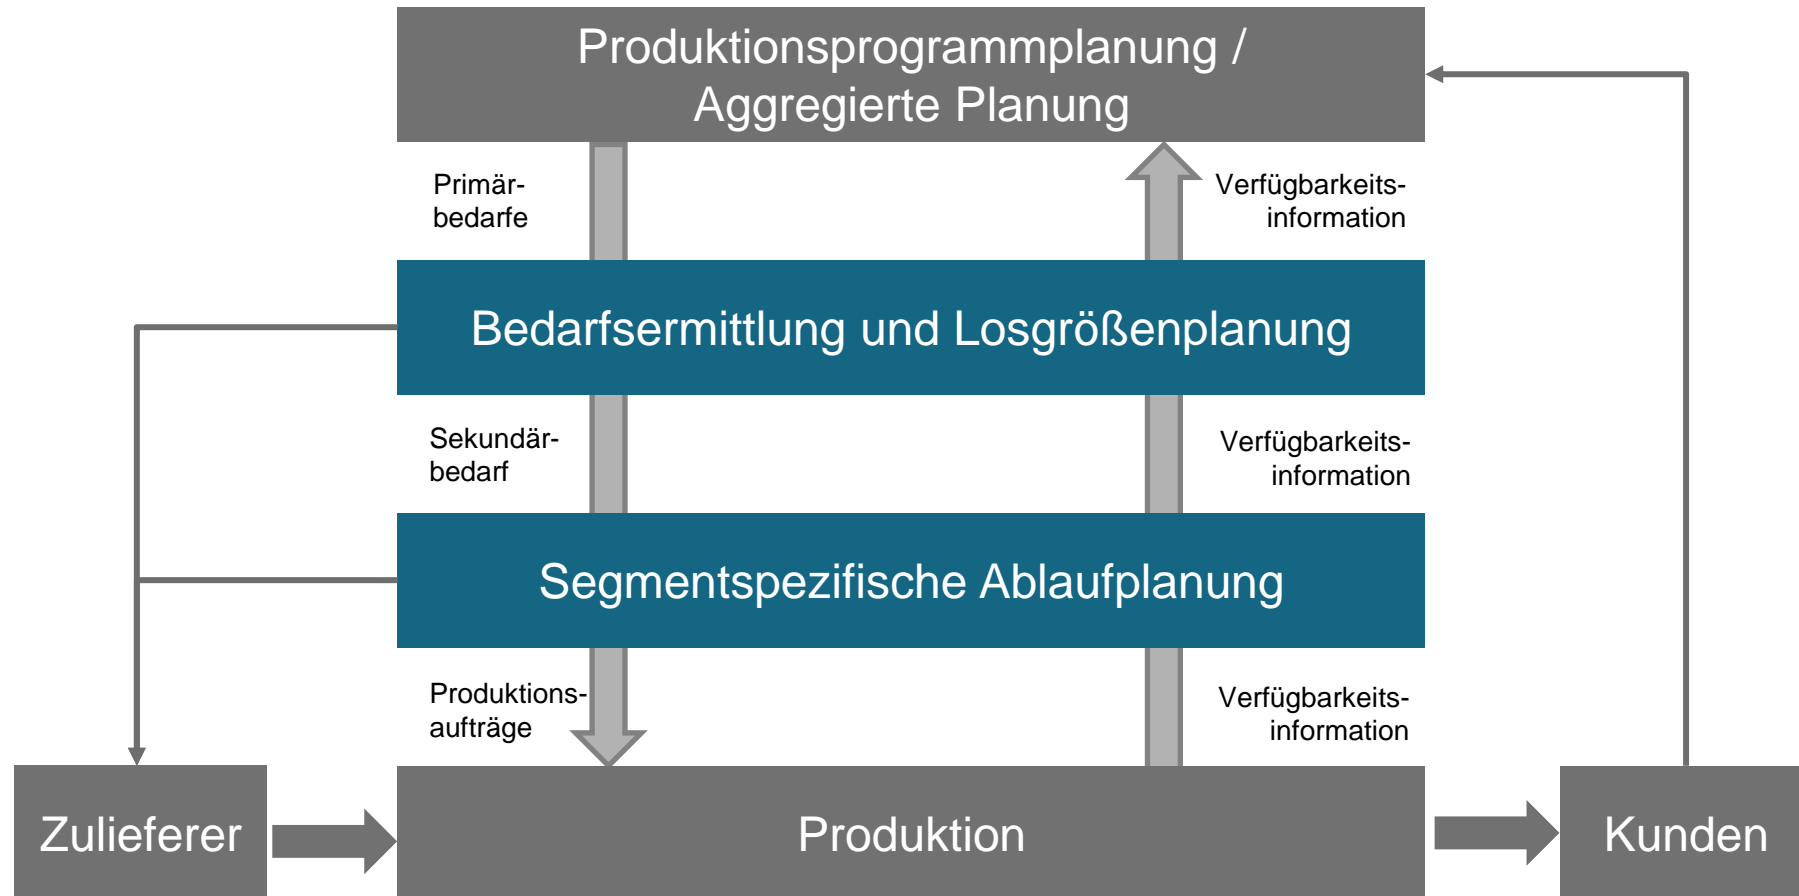 Produktionsprogrammplanung /
Aggregierte Planung
Primär-
bedarfe
Verfügbarkeits-
information
Bedarfsermittlung und Losgrößenplanung
Sekundär-
bedarf
Verfügbarkeits-
information
Segmentspezifische Ablaufplanung
Produktions-
aufträge
Verfügbarkeits-
information
Zulieferer
Produktion
Kunden